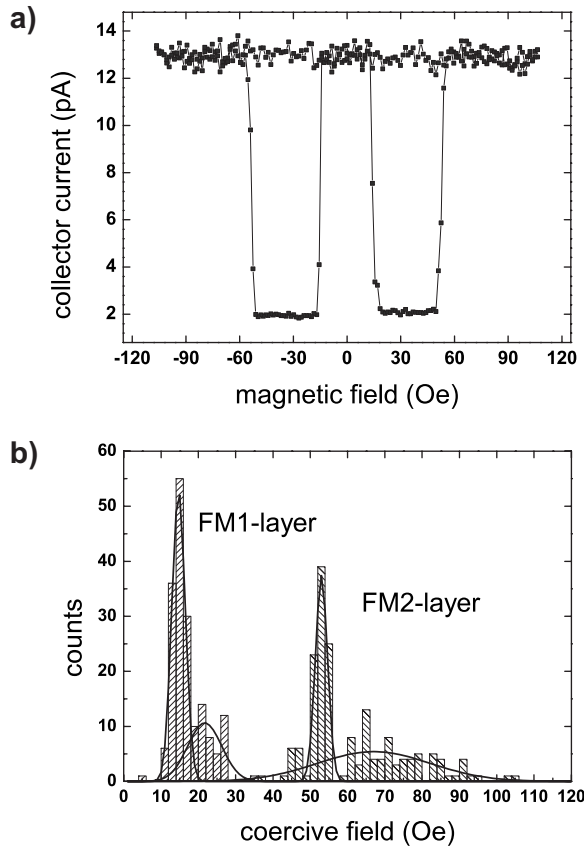 a)
14
12
10
8
6
4
2
collector current (pA)
-120 -90 -60 -30 0 30 60 90 120
magnetic field (Oe)
b)
60
50
40
30
20
10
0
counts
FM1-layer
FM2-layer
0 10 20 30 40 50 60 70 80 90 100 110 120
coercive field (Oe)